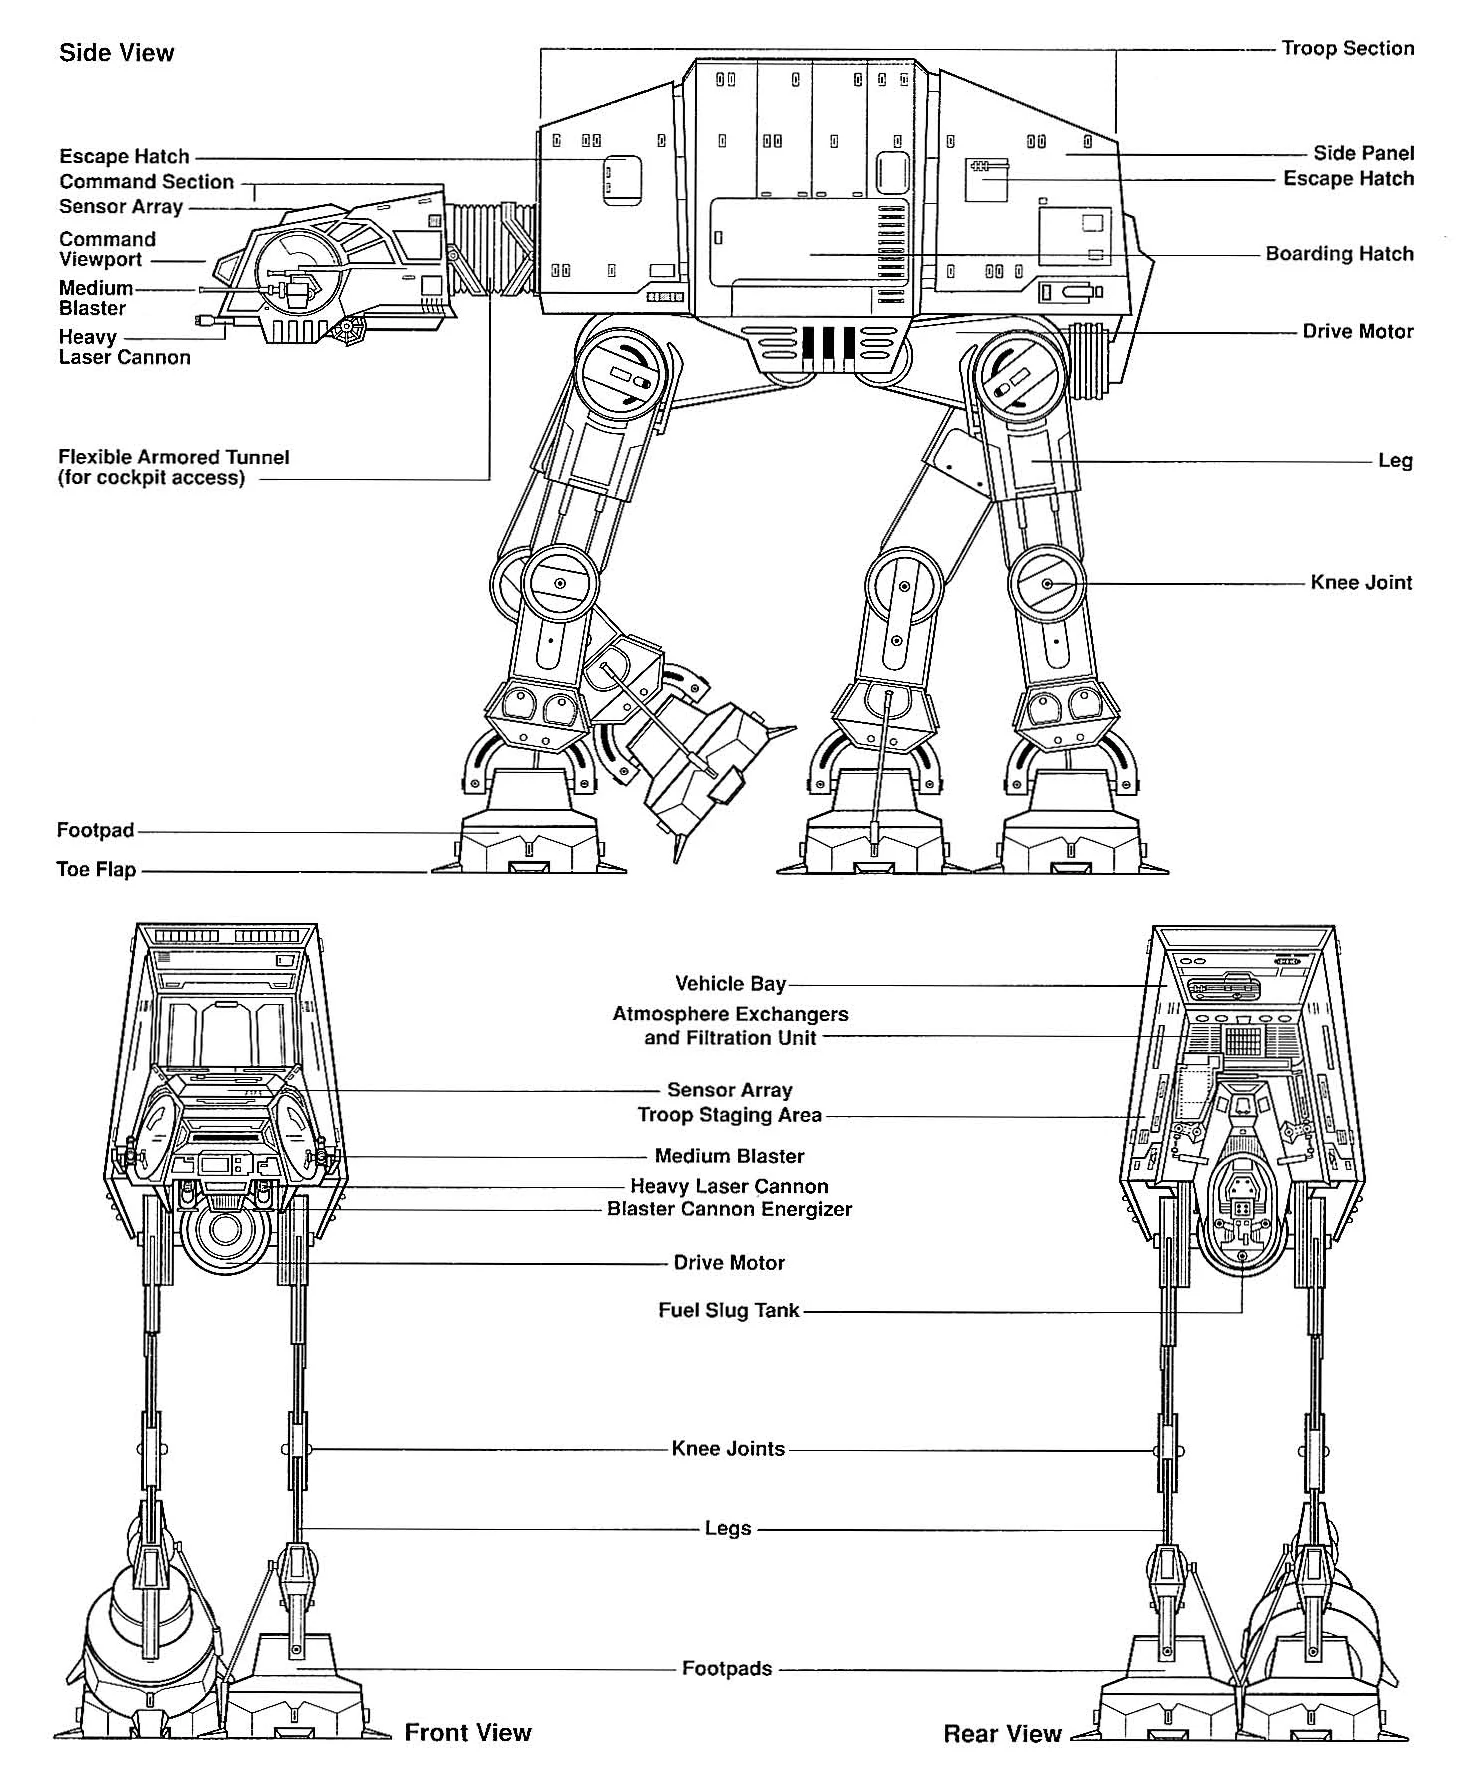 Side View
Troop Section
Escape Hatch
Command Section
Sensor Array
Command
Viewport
Medium
Blaster
Heavy
Laser Cannon
Flexible Armored Tunnel
(for cockpit access)
Side Panel
Escape Hatch
Boarding Hatch
Drive Motor
Leg
Knee Joint
Footpad
Toe Flap
Vehicle Bay
Atmosphere Exchangers
and Filtration Unit
Sensor Array
Troop Staging Area
Medium Blaster
Heavy Laser Cannon
Blaster Cannon Energizer
Drive Motor
Fuel Slug Tank
Knee Joints
Legs
Footpads
Front View
Rear View